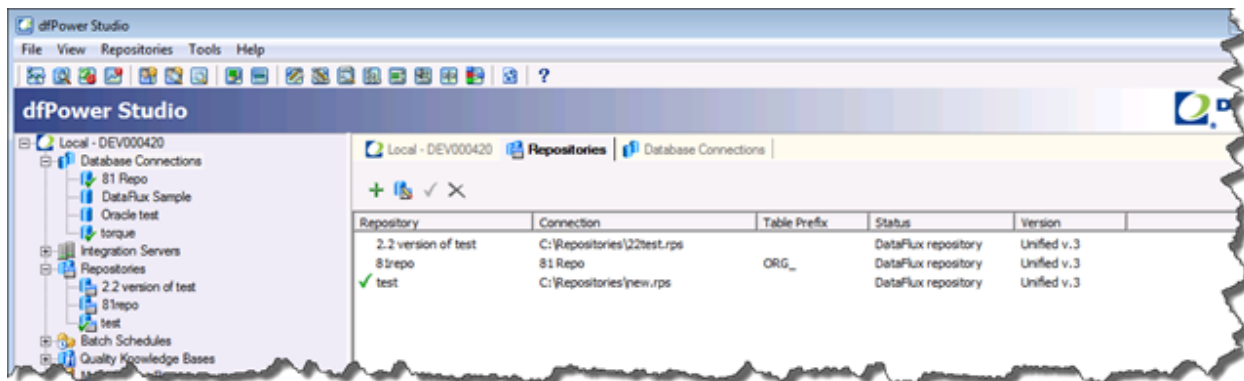 dfPower Studio
File View Repositories Tools Help
?
dfPower Studio
Local - DEV000420
Database Connections
81 Repo
DataFlux Sample
Oracle test
torque
Integration Servers
Repositories
2.2 version of test
81repo
test
Batch Schedules
Quality Knowledge Bases
Local - DEV000420 Repositories Database Connections
Repository Connection Table Prefix Status Version
2.2 version of test C:\Repositories\22test.rps DataFlux repository Unified v.3
81repo 81 Repo ORG_ DataFlux repository Unified v.3
test C:\Repositories\new.rps DataFlux repository Unified v.3